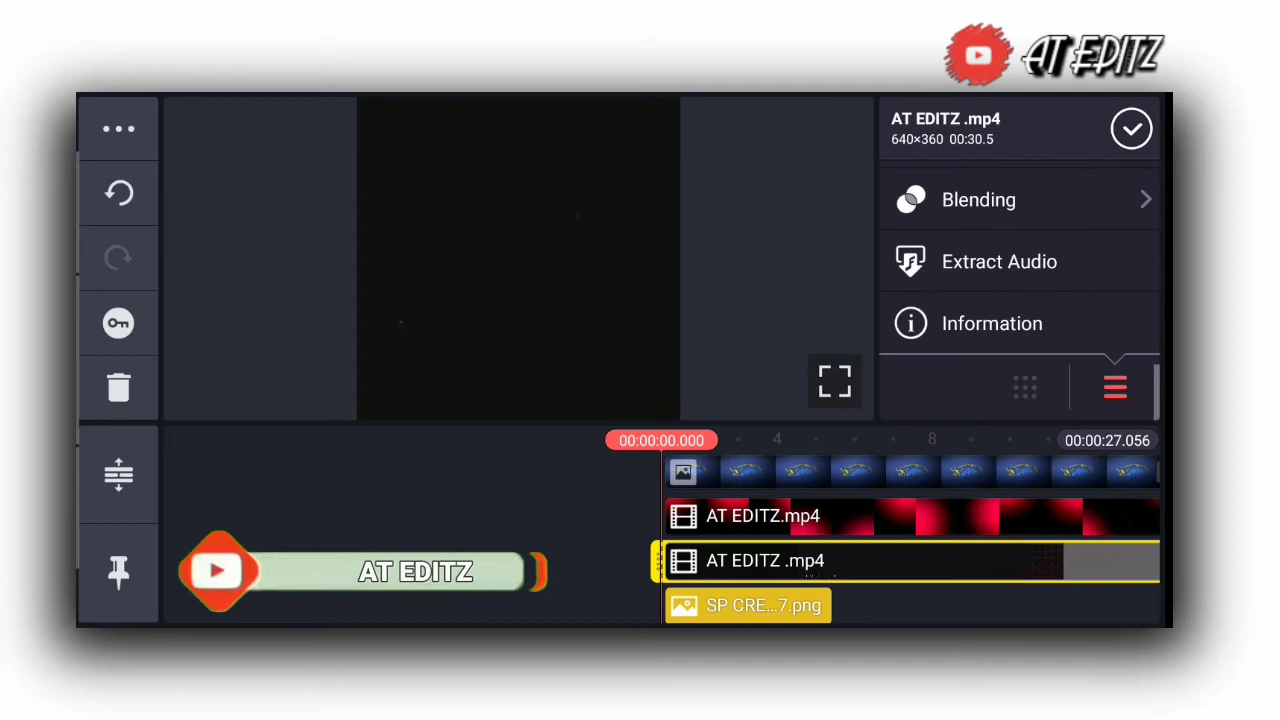 AT EDITZ
AT EDITZ .mp4
640×360 00:30.5
Blending
Extract Audio
Information
00:00:00.000
4
8
00:00:27.056
AT EDITZ.mp4
AT EDITZ .mp4
AT EDITZ
SP CRE...7.png